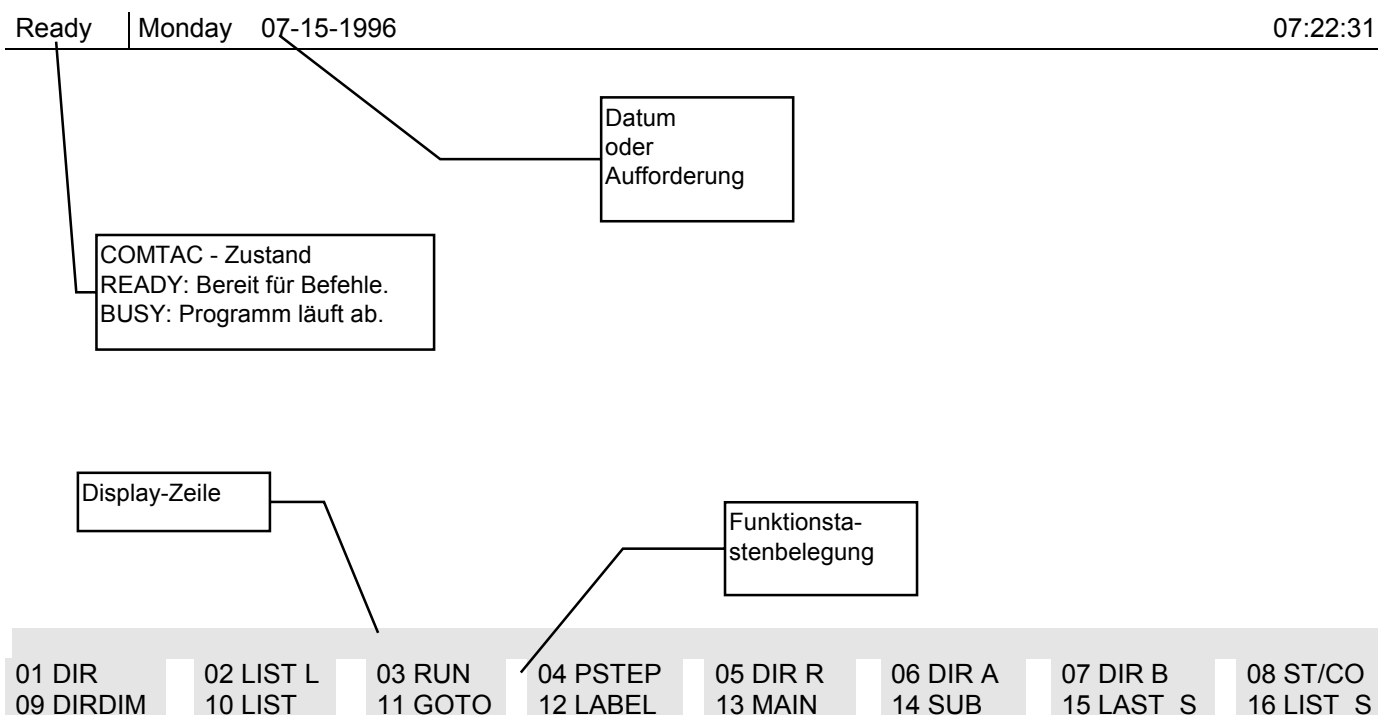 Ready Monday 07-15-1996 07:22:31
Datum
oder
Aufforderung
COMTAC - Zustand
READY: Bereit für Befehle.
BUSY: Programm läuft ab.
Display-Zeile
Funktionsta-
stenbelegung
01 DIR 02 LIST L 03 RUN 04 PSTEP 05 DIR R 06 DIR A 07 DIR B 08 ST/CO
09 DIRDIM 10 LIST 11 GOTO 12 LABEL 13 MAIN 14 SUB 15 LAST_S 16 LIST_S